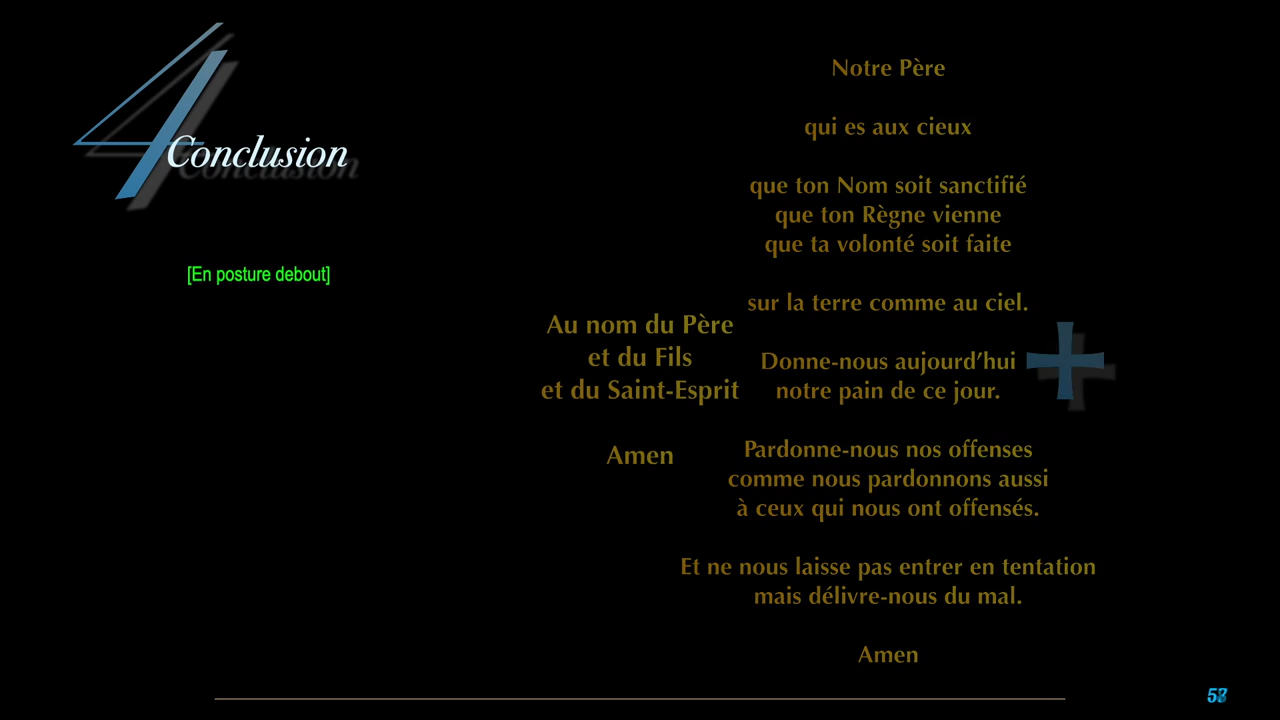 4
Conclusion
[En posture debout]
Notre Père
qui es aux cieux
que ton Nom soit sanctifié
que ton Règne vienne
que ta volonté soit faite
sur la terre comme au ciel.
Donne-nous aujourd’hui
notre pain de ce jour.
Pardonne-nous nos offenses
comme nous pardonnons aussi
à ceux qui nous ont offensés.
Et ne nous laisse pas entrer en tentation
mais délivre-nous du mal.
Amen
Au nom du Père
et du Fils
et du Saint-Esprit
Amen